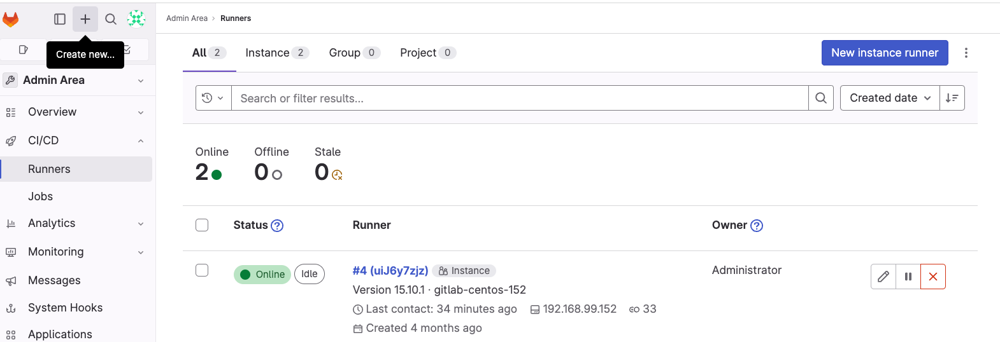 Admin Area › Runners
Create new...
Admin Area
Overview
CI/CD
Runners
Jobs
Analytics
Monitoring
Messages
System Hooks
Applications
All 2 Instance 2 Group 0 Project 0 New instance runner
Search or filter results... Created date
Online Offline Stale
2 0 0
Status Runner Owner
Online Idle #4 (uiJ6y7zjz) Instance Administrator
Version 15.10.1 · gitlab-centos-152
Last contact: 34 minutes ago 192.168.99.152 33
Created 4 months ago